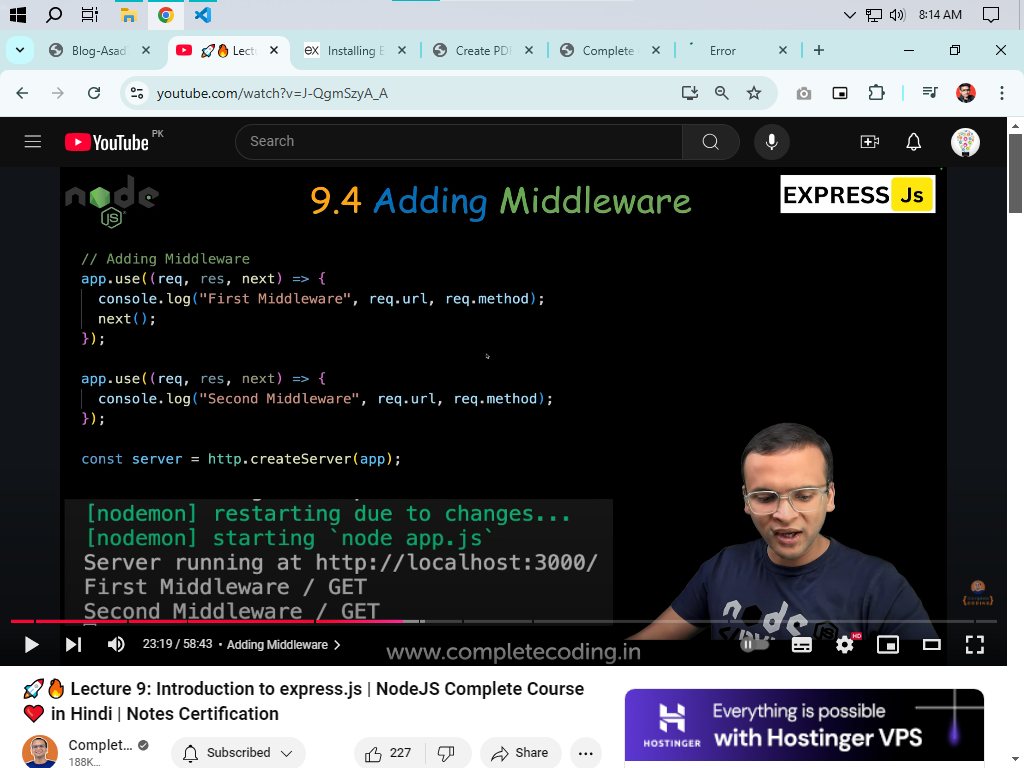 8:14 AM
Blog-Asad
🚀🔥 Lect
ex Installing E
Create PDF
Complete
Error
youtube.com/watch?v=J-QgmSzyA_A
YouTube PK
Search
node
JS
9.4 Adding Middleware
EXPRESS Js
// Adding Middleware
app.use((req, res, next) => {
console.log("First Middleware", req.url, req.method);
next();
});
app.use((req, res, next) => {
console.log("Second Middleware", req.url, req.method);
});
const server = http.createServer(app);
[nodemon] restarting due to changes...
[nodemon] starting `node app.js`
Server running at http://localhost:3000/
First Middleware / GET
Second Middleware / GET
node
JS
23:19 / 58:43 • Adding Middleware
HD
www.completecoding.in
🚀🔥 Lecture 9: Introduction to express.js | NodeJS Complete Course
❤️ in Hindi | Notes Certification
Complet...
188K...
Subscribed
227
Share
HOSTINGER
Everything is possible
with Hostinger VPS